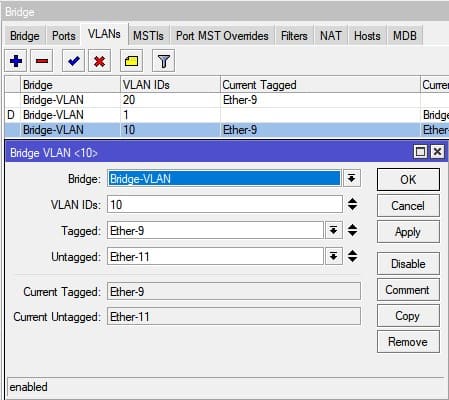 Bridge
Bridge Ports VLANs MSTIs Port MST Overrides Filters NAT Hosts MDB
Bridge VLAN IDs Current Tagged Curren
Bridge-VLAN 20 Ether-9
D Bridge-VLAN 1 Bridg
Bridge-VLAN 10 Ether-9 Ether-
Bridge VLAN <10>
Bridge: Bridge-VLAN OK
VLAN IDs: 10 Cancel
Tagged: Ether-9 Apply
Untagged: Ether-11
Disable
Current Tagged: Ether-9 Comment
Current Untagged: Ether-11 Copy
Remove
enabled